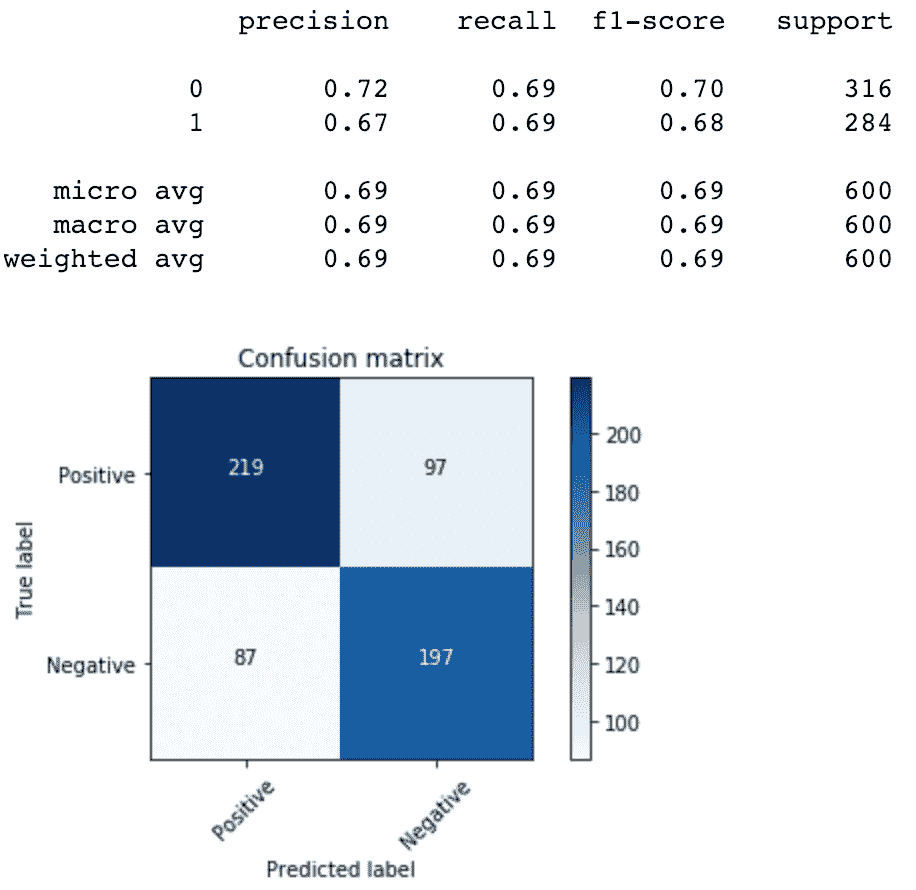 precision recall f1-score support
0 0.72 0.69 0.70 316
1 0.67 0.69 0.68 284
micro avg 0.69 0.69 0.69 600
macro avg 0.69 0.69 0.69 600
weighted avg 0.69 0.69 0.69 600
Confusion matrix
True label
Positive
219 97
Negative
87 197
200
180
160
140
120
100
Positive
Negative
Predicted label